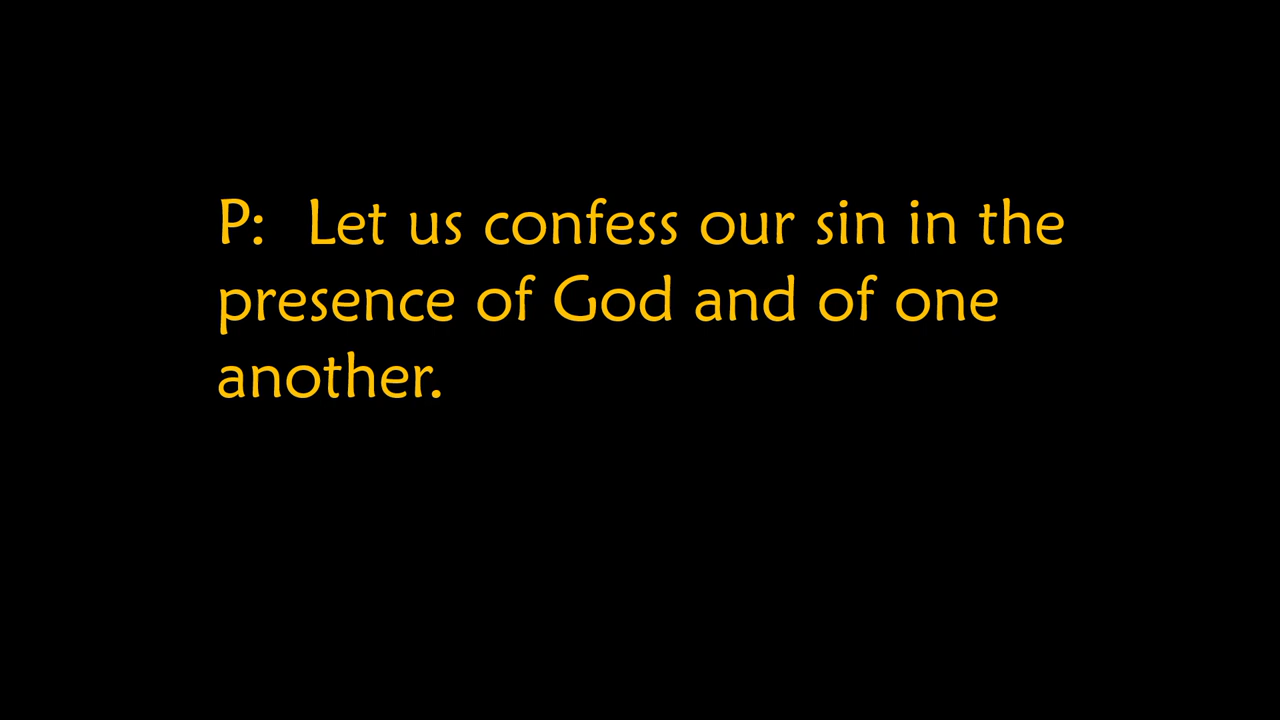 P:  Let us confess our sin in the
presence of God and of one
another.